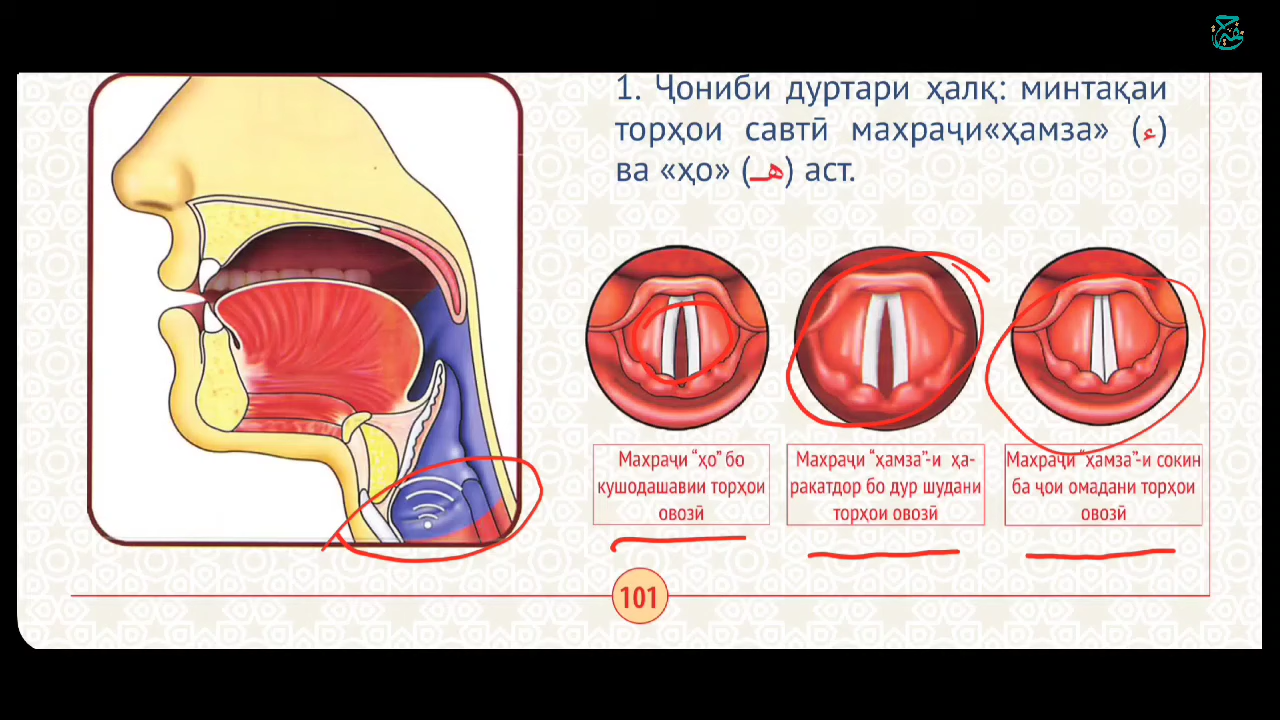 1. Ҷониби дуртари ҳалқ: минтақаи
торҳои савтӣ махраҷи«ҳамза» (ء)
ва «ҳо» (هـ) аст.
Махраҷи “ҳо” бо
кушодашавии торҳои
овозӣ
Махраҷи “ҳамза”-и ҳа-
ракатдор бо дур шудани
торҳои овозӣ
Махраҷи “ҳамза”-и сокин
ба ҷои омадани торҳои
овозӣ
101